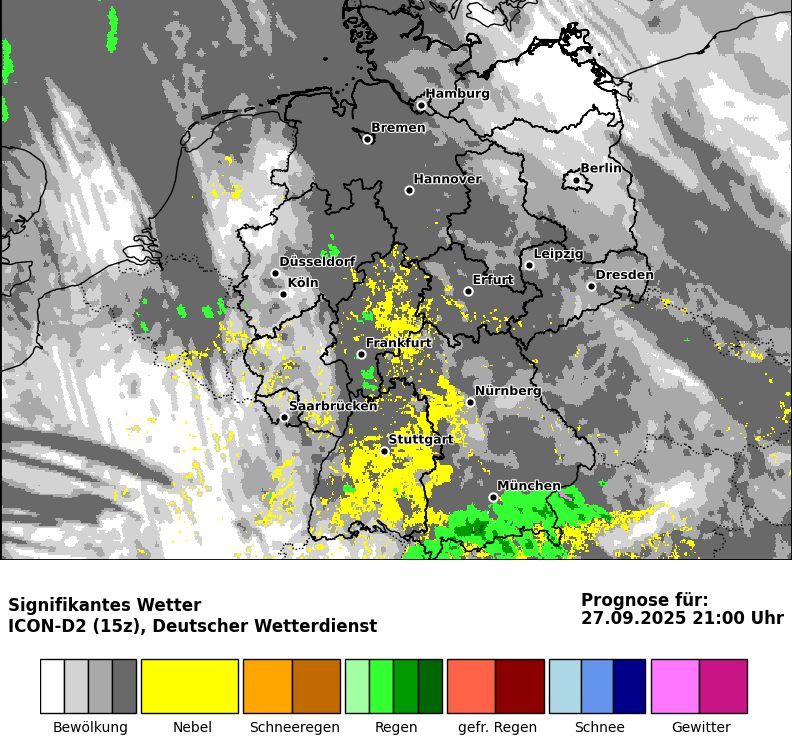 Hamburg
Bremen
Berlin
Hannover
Leipzig
Düsseldorf
Dresden
Köln
Erfurt
Frankfurt
Nürnberg
Saarbrücken
Stuttgart
München
Signifikantes Wetter
ICON-D2 (15z), Deutscher Wetterdienst
Prognose für:
27.09.2025 21:00 Uhr
Bewölkung Nebel Schneeregen Regen gefr. Regen Schnee Gewitter